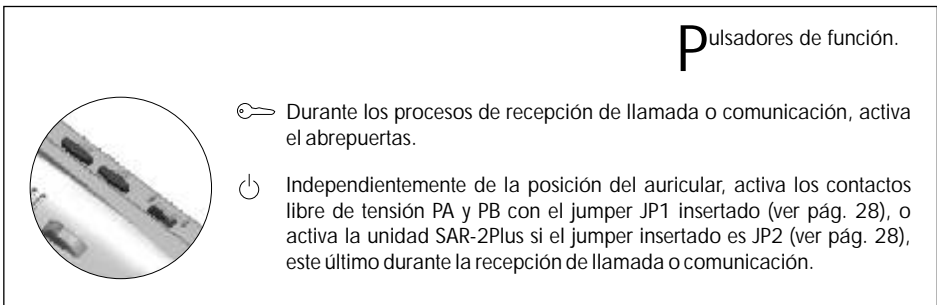 Pulsadores de función.
Durante los procesos de recepción de llamada o comunicación, activa
el abrepuertas.
Independientemente de la posición del auricular, activa los contactos
libre de tensión PA y PB con el jumper JP1 insertado (ver pág. 28), o
activa la unidad SAR-2Plus si el jumper insertado es JP2 (ver pág. 28),
este último durante la recepción de llamada o comunicación.